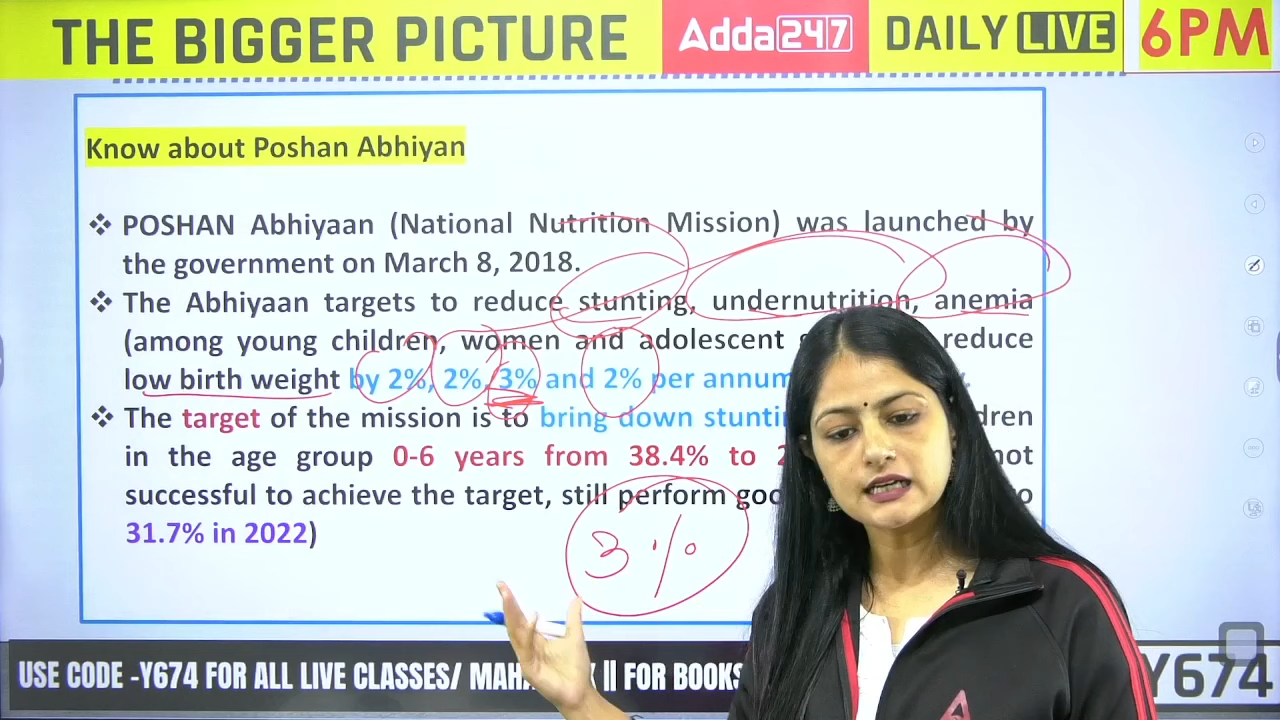 THE BIGGER PICTURE Adda247 DAILY LIVE 6PM
Know about Poshan Abhiyan
❖ POSHAN Abhiyaan (National Nutrition Mission) was launched by
the government on March 8, 2018.
❖ The Abhiyaan targets to reduce stunting, undernutrition, anemia
(among young children, women and adolescent reduce
low birth weight by 2%, 2%, 3% and 2% per annum
❖ The target of the mission is to bring down
in the age group 0-6 years from 38.4% to not
successful to achieve the target, still perform
31.7% in 2022)
3%
USE CODE -Y674 FOR ALL LIVE CLASSES/ || FOR BOOKS Y674